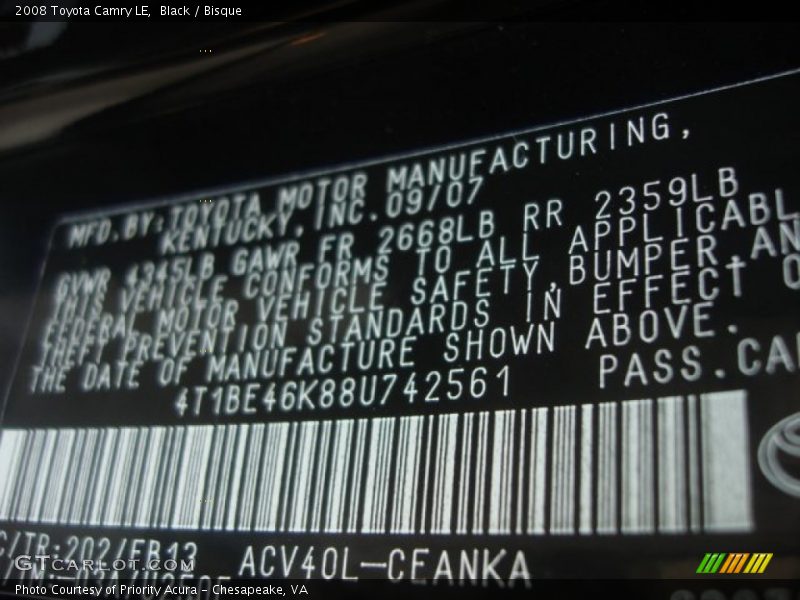 2008 Toyota Camry LE, Black / Bisque
MFD. BY: TOYOTA MOTOR MANUFACTURING,
KENTUCKY, INC. 09/07
GVWR 4345LB GAWR FR 2668LB RR 2359LB
THIS VEHICLE CONFORMS TO ALL APPLICABL
FEDERAL MOTOR VEHICLE SAFETY, BUMPER, AN
THEFT PREVENTION STANDARDS IN EFFECT O
THE DATE OF MANUFACTURE SHOWN ABOVE.
4T1BE46K88U742561 PASS. CA
C/TR: 202/FB13 ACV40L-CEANKA
GTCARLOT.COM
Photo Courtesy of Priority Acura - Chesapeake, VA